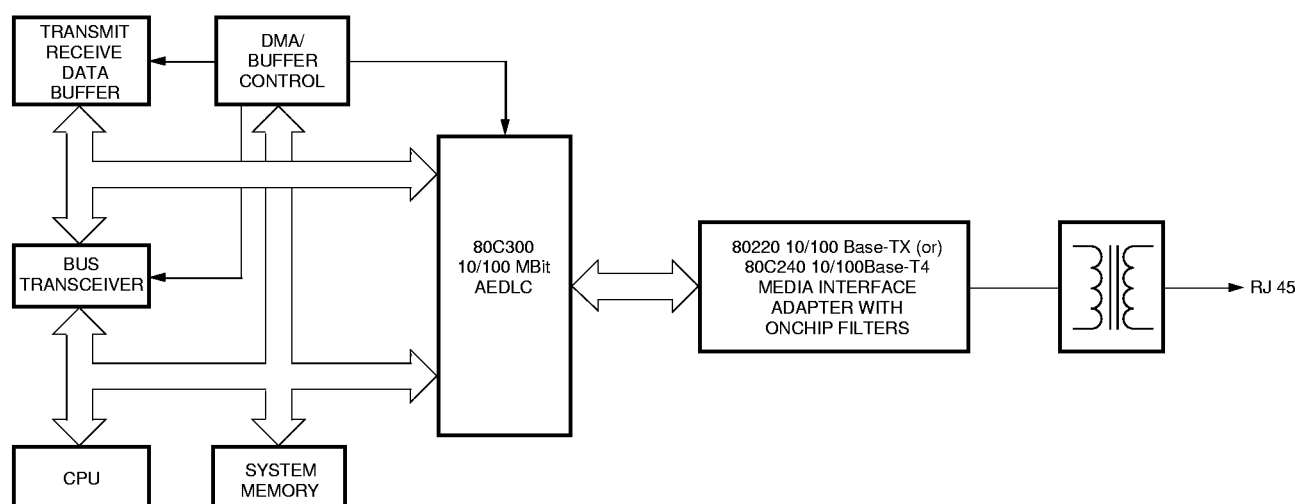 TRANSMIT
RECEIVE
DATA
BUFFER
DMA/
BUFFER
CONTROL
BUS
TRANSCEIVER
80C300
10/100 MBit
AEDLC
80220 10/100 Base-TX (or)
80C240 10/100Base-T4
MEDIA INTERFACE
ADAPTER WITH
ONCHIP FILTERS
RJ 45
CPU
SYSTEM
MEMORY